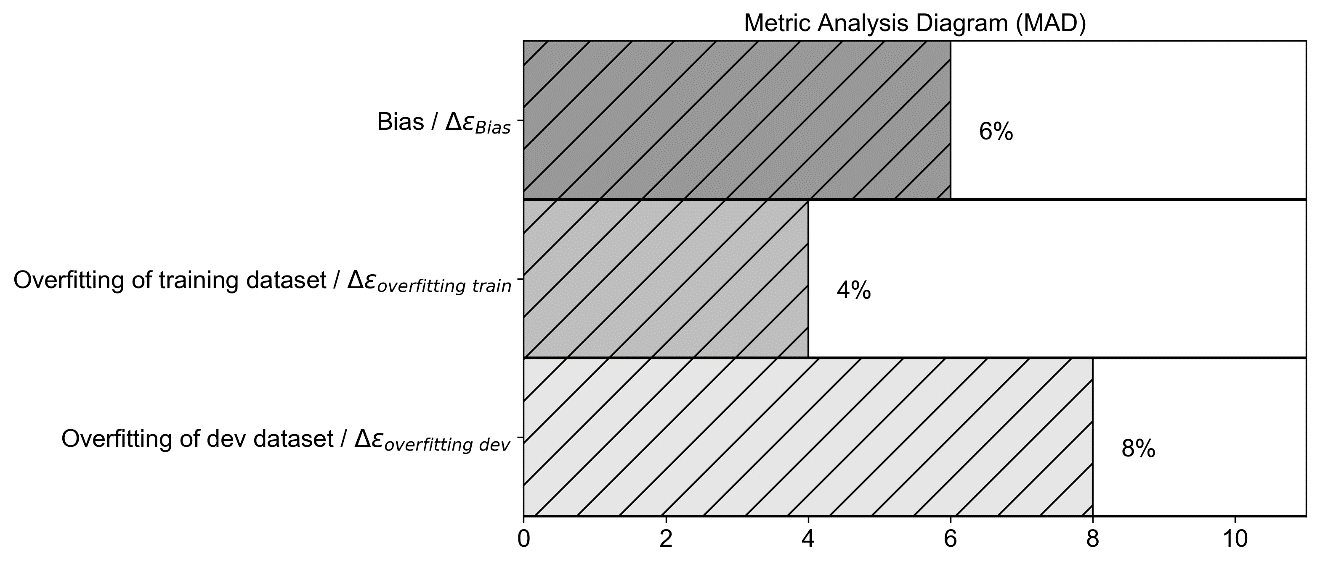 Metric Analysis Diagram (MAD)
Bias / Δε_Bias
6%
Overfitting of training dataset / Δε_overfitting train
4%
Overfitting of dev dataset / Δε_overfitting dev
8%
0 2 4 6 8 10